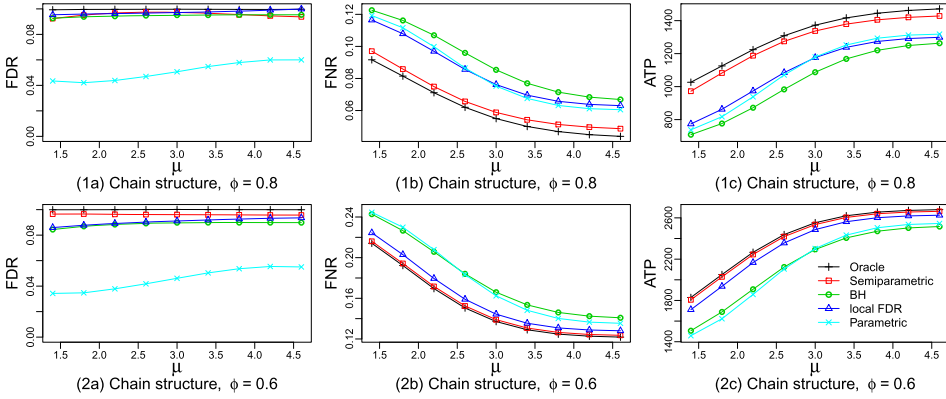 FDR
0.00 0.04 0.08
1.5 2.0 2.5 3.0 3.5 4.0 4.5
μ
(1a) Chain structure, ϕ = 0.8
FNR
0.06 0.08 0.10 0.12
1.5 2.0 2.5 3.0 3.5 4.0 4.5
μ
(1b) Chain structure, ϕ = 0.8
ATP
800 1000 1200 1400
1.5 2.0 2.5 3.0 3.5 4.0 4.5
μ
(1c) Chain structure, ϕ = 0.8
FDR
0.00 0.04 0.08
1.5 2.0 2.5 3.0 3.5 4.0 4.5
μ
(2a) Chain structure, ϕ = 0.6
FNR
0.12 0.16 0.20 0.24
1.5 2.0 2.5 3.0 3.5 4.0 4.5
μ
(2b) Chain structure, ϕ = 0.6
ATP
1400 1800 2200 2600
Oracle
Semiparametric
BH
local FDR
Parametric
1.5 2.0 2.5 3.0 3.5 4.0 4.5
μ
(2c) Chain structure, ϕ = 0.6